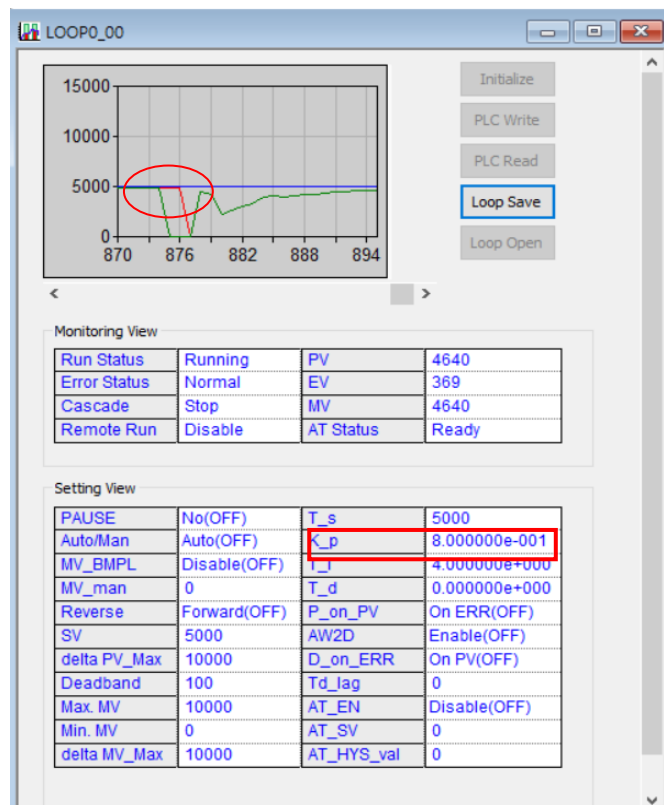 LOOP0_00
15000
10000
5000
0
870 876 882 888 894
Initialize
PLC Write
PLC Read
Loop Save
Loop Open
Monitoring View
Run Status Running PV 4640
Error Status Normal EV 369
Cascade Stop MV 4640
Remote Run Disable AT Status Ready
Setting View
PAUSE No(OFF) T_s 5000
Auto/Man Auto(OFF) K_p 8.000000e-001
MV_BMPL Disable(OFF) T_i 4.000000e+000
MV_man 0 T_d 0.000000e+000
Reverse Forward(OFF) P_on_PV On ERR(OFF)
SV 5000 AW2D Enable(OFF)
delta PV_Max 10000 D_on_ERR On PV(OFF)
Deadband 100 Td_lag 0
Max. MV 10000 AT_EN Disable(OFF)
Min. MV 0 AT_SV 0
delta MV_Max 10000 AT_HYS_val 0